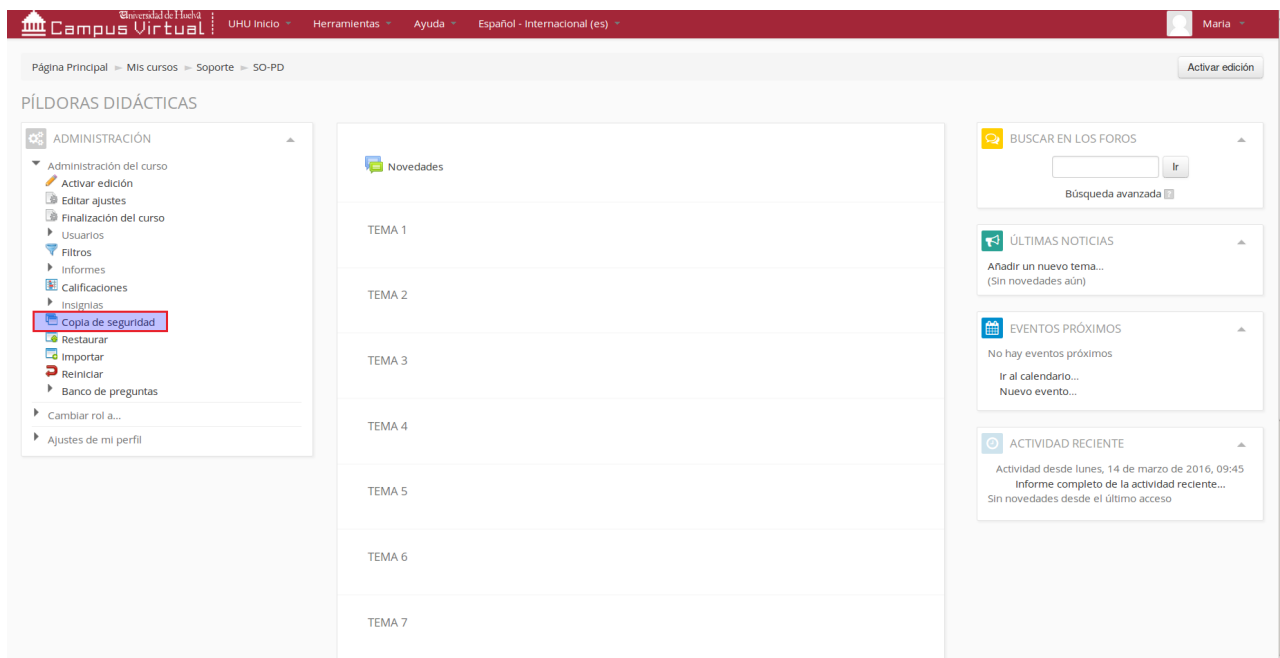 Universidad de Huelva
Campus Virtual
UHU Inicio
Herramientas
Ayuda
Español - Internacional (es)
Maria
Página Principal ► Mis cursos ► Soporte ► SO-PD
Activar edición
PÍLDORAS DIDÁCTICAS
ADMINISTRACIÓN
Administración del curso
Activar edición
Editar ajustes
Finalización del curso
Usuarios
Filtros
Informes
Calificaciones
Insignias
Copia de seguridad
Restaurar
Importar
Reiniciar
Banco de preguntas
Cambiar rol a...
Ajustes de mi perfil
Novedades
TEMA 1
TEMA 2
TEMA 3
TEMA 4
TEMA 5
TEMA 6
TEMA 7
BUSCAR EN LOS FOROS
Ir
Búsqueda avanzada
ÚLTIMAS NOTICIAS
Añadir un nuevo tema...
(Sin novedades aún)
EVENTOS PRÓXIMOS
No hay eventos próximos
Ir al calendario...
Nuevo evento...
ACTIVIDAD RECIENTE
Actividad desde lunes, 14 de marzo de 2016, 09:45
Informe completo de la actividad reciente...
Sin novedades desde el último acceso